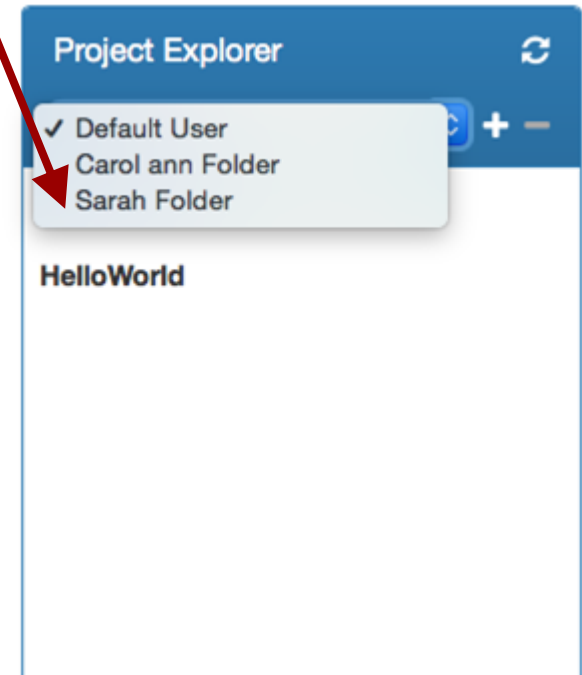 Project Explorer
✓ Default User
Carol ann Folder
Sarah Folder
HelloWorld